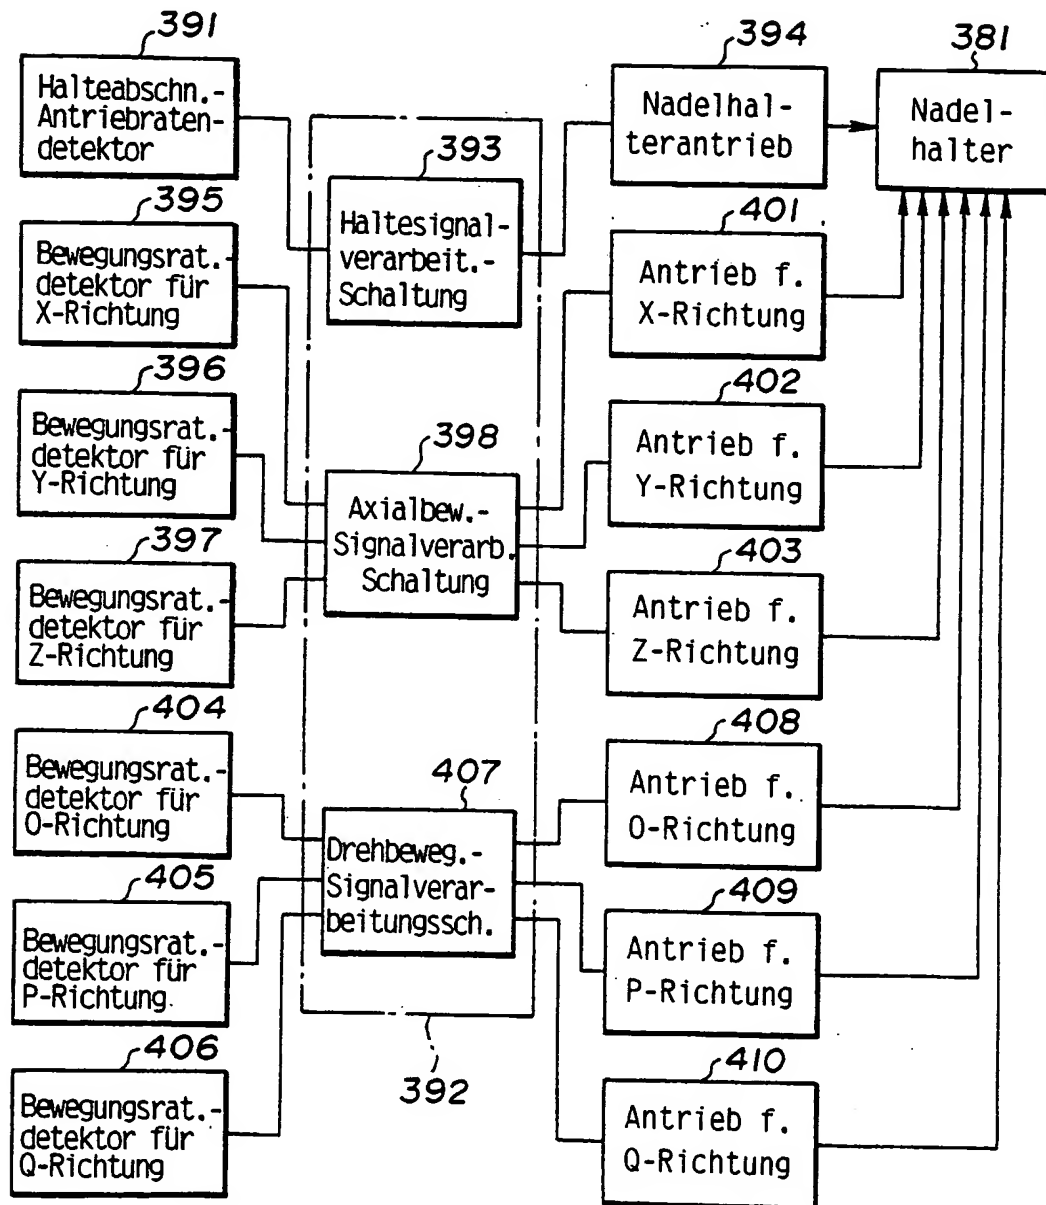 391
Halteabschn.-
Antriebraten-
detektor
393
Haltesignal-
verarbeit.-
Schaltung
394
Nadelhal-
terantrieb
381
Nadel-
halter
395
Bewegungsrat.-
detektor für
X-Richtung
401
Antrieb f.
X-Richtung
396
Bewegungsrat.-
detektor für
Y-Richtung
398
Axialbew.-
Signalverarb.
Schaltung
402
Antrieb f.
Y-Richtung
397
Bewegungsrat.-
detektor für
Z-Richtung
403
Antrieb f.
Z-Richtung
404
Bewegungsrat.-
detektor für
O-Richtung
407
Drehbeweg.-
Signalverar-
beitungssch.
408
Antrieb f.
O-Richtung
405
Bewegungsrat.-
detektor für
P-Richtung
409
Antrieb f.
P-Richtung
406
Bewegungsrat.-
detektor für
Q-Richtung
392
410
Antrieb f.
Q-Richtung